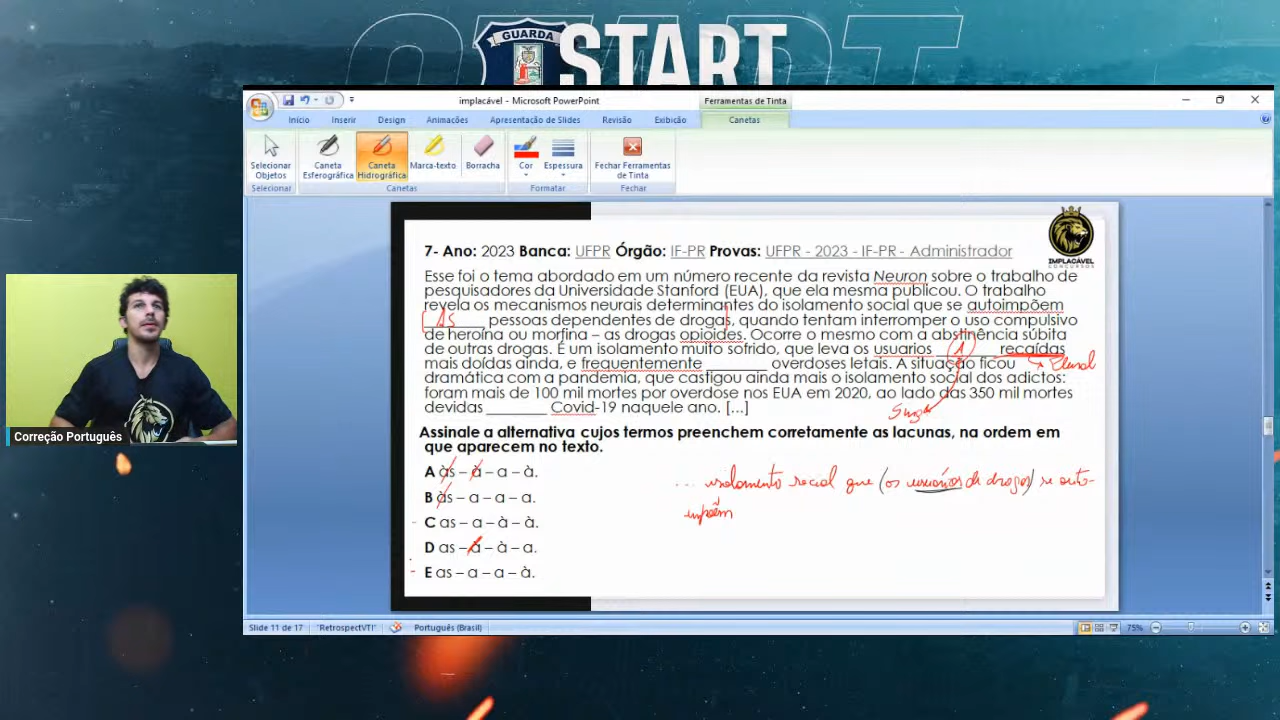 GUARDA
START
implacável - Microsoft PowerPoint
Ferramentas de Tinta
Início Inserir Design Animações Apresentação de Slides Revisão Exibição Canetas
Selecionar Objetos
Caneta Esferográfica
Caneta Hidrográfica
Marca-texto
Borracha
Cor
Espessura
Fechar Ferramentas de Tinta
Selecionar Canetas Formatar Fechar
7- Ano: 2023 Banca: UFPR Órgão: IF-PR Provas: UFPR - 2023 - IF-PR - Administrador
IMPLACÁVEL
CONCURSOS
Esse foi o tema abordado em um número recente da revista Neuron sobre o trabalho de
pesquisadores da Universidade Stanford (EUA), que ela mesma publicou. O trabalho
revela os mecanismos neurais determinantes do isolamento social que se autoimpõem
AS pessoas dependentes de drogas, quando tentam interromper o uso compulsivo
de heroína ou morfina – as drogas opioides. Ocorre o mesmo com a abstinência súbita
de outras drogas. É um isolamento muito sofrido, que leva os usuarios A recaídas
mais doídas ainda, e frequentemente _______ overdoses letais. A situação ficou
Plural
dramática com a pandemia, que castigou ainda mais o isolamento social dos adictos:
foram mais de 100 mil mortes por overdose nos EUA em 2020, ao lado das 350 mil mortes
devidas _______ Covid-19 naquele ano. [...]
Assinale a alternativa cujos termos preenchem corretamente as lacunas, na ordem em
que aparecem no texto.
A às – à – a – à.
B às – a – a – a.
C as – a – à – à.
D as – à – à – a.
E as – a – a – à.
... isolamento social que (os usuários de drogas) se auto-
impõem
Correção Português
Slide 11 de 17 "RetrospectVTI" Português (Brasil) 75%